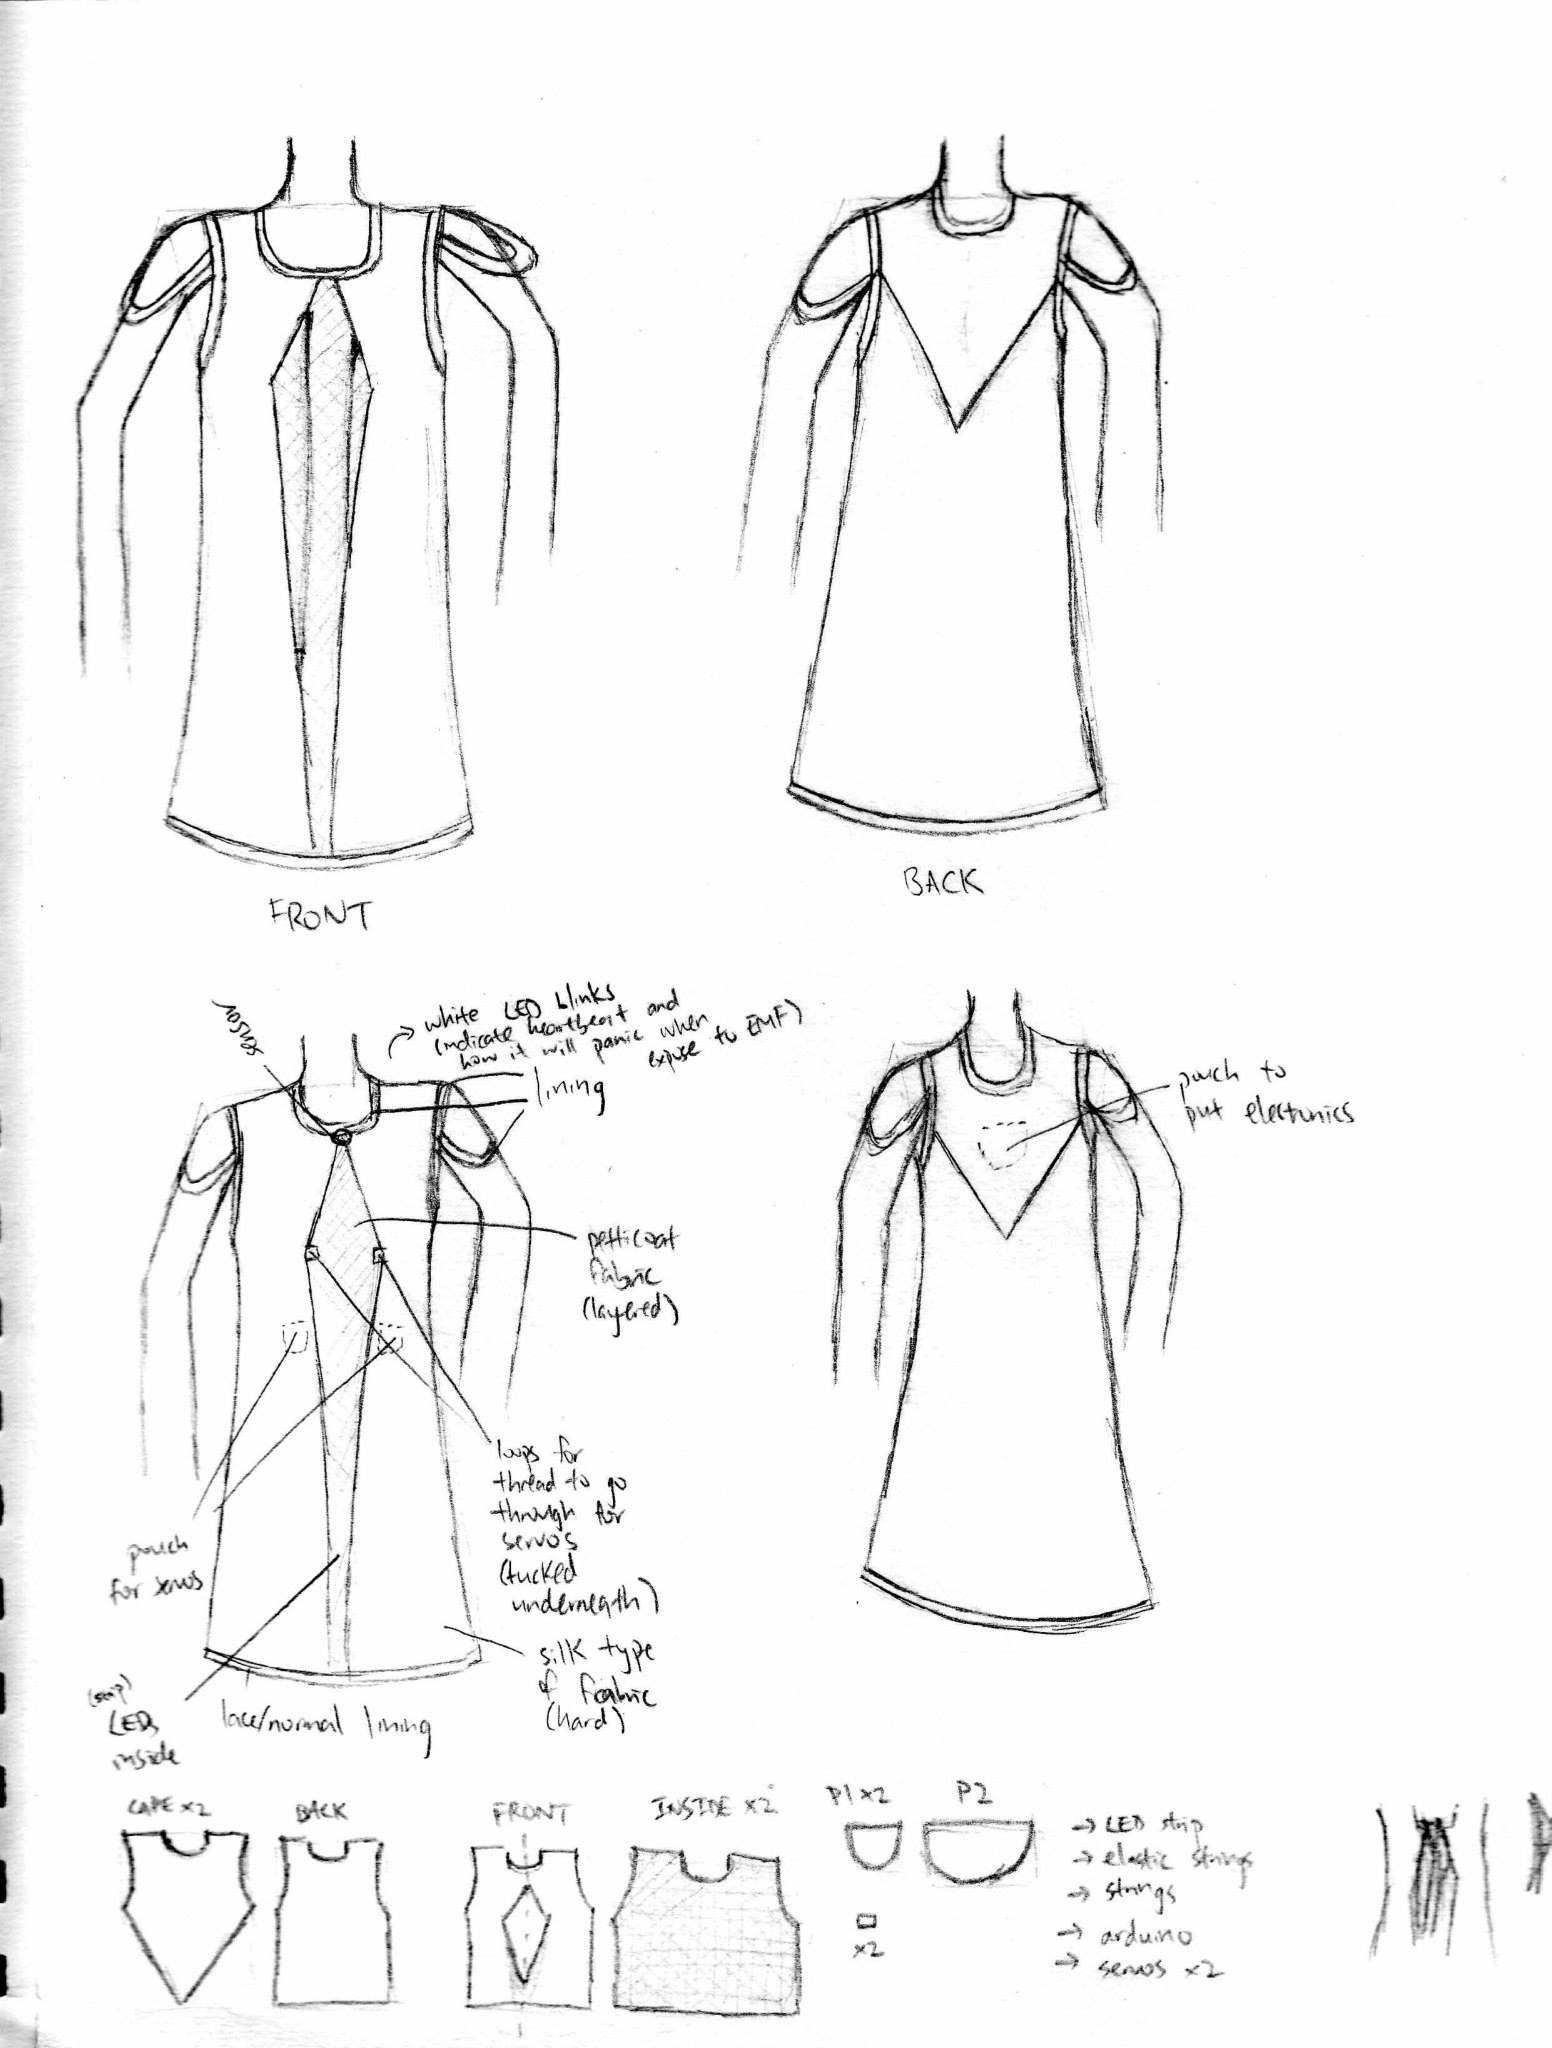 FRONT
BACK
sensor
white LED blinks
(indicate heartbeat and
how it will panic when
expose to EMF)
lining
pouch to
put electonics
petticoat
fabric
(layered)
loops for
thread to go
through for
servos
(tucked
underneath)
pouch
for servos
silk type
of fabric
(hard)
(strip)
LEDs
inside
lace/normal lining
CAPE x2
BACK
FRONT
INSIDE x2
P1 x2
P2
x2
→ LED strip
→ elastic strings
→ strings
→ arduino
→ servos x2